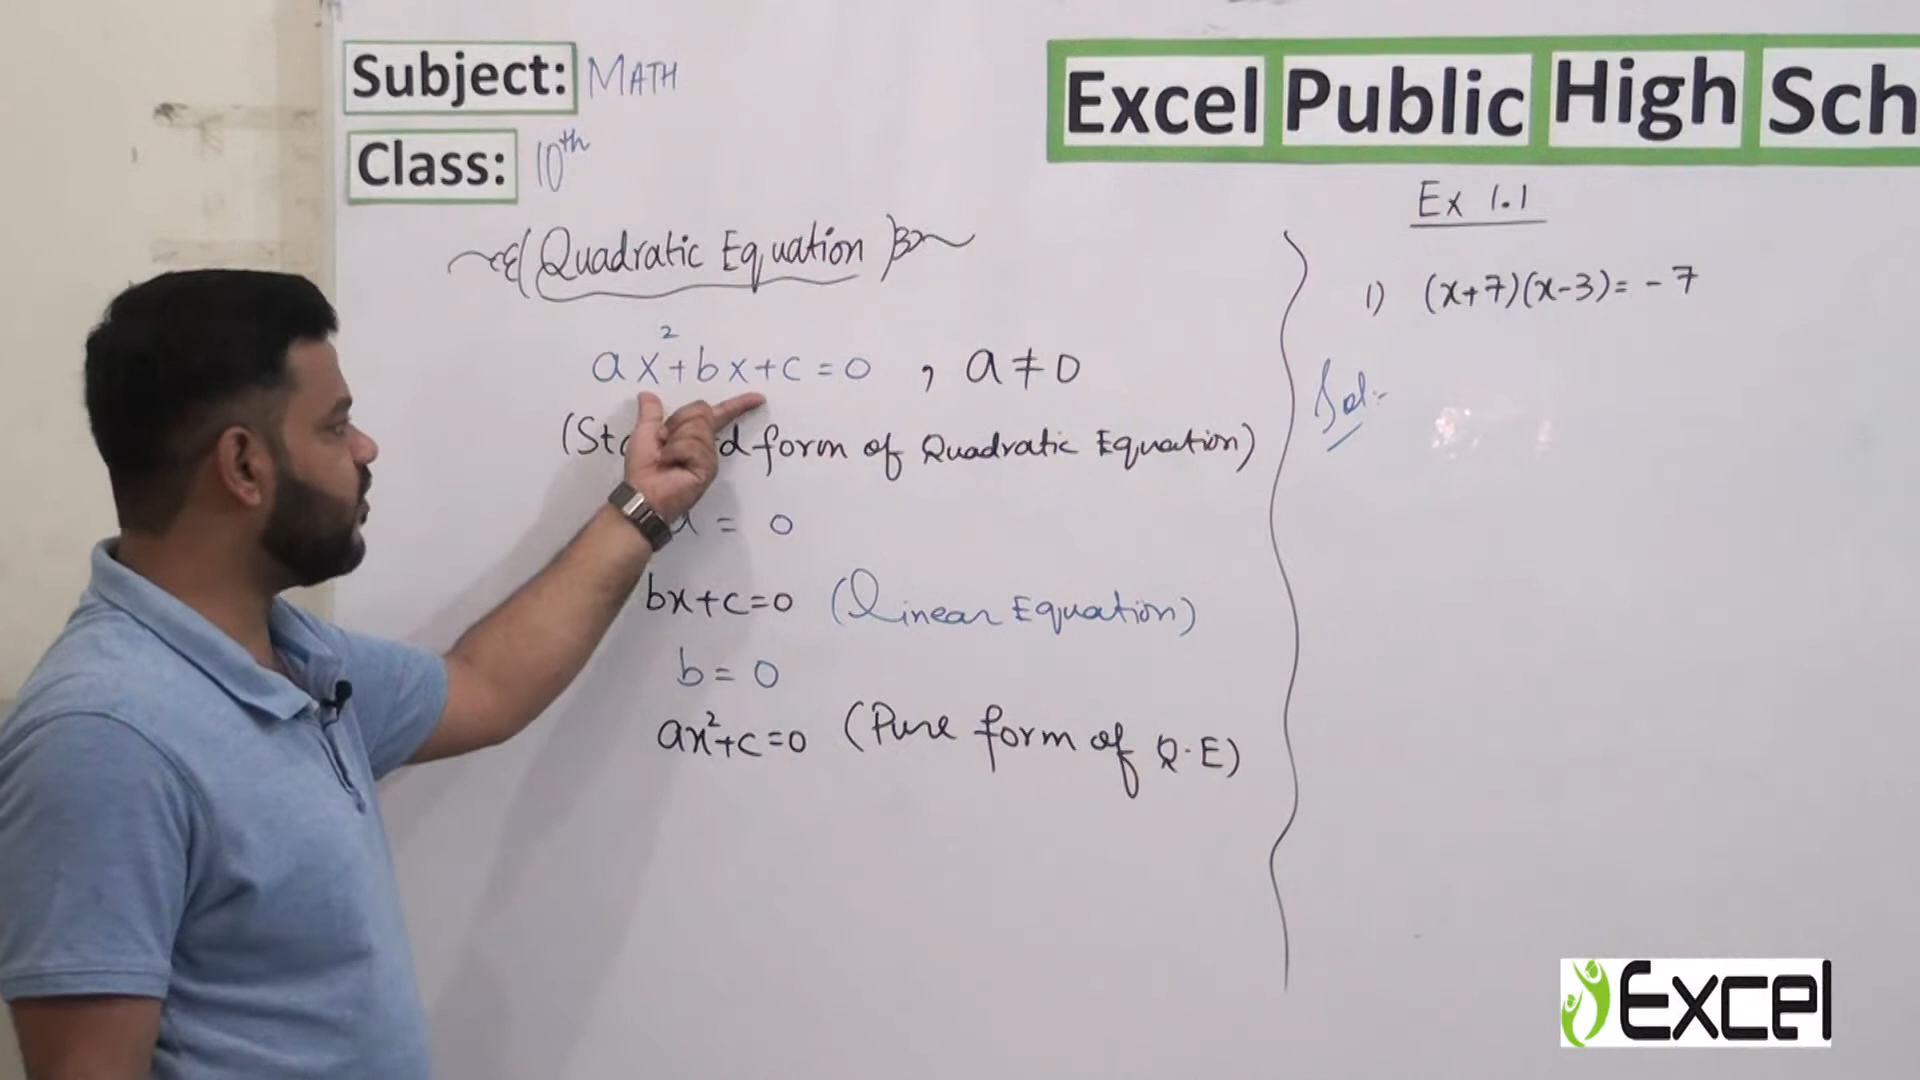 Subject: MATH
Class: 10th
Excel Public High Sch
Quadratic Equation
ax²+bx+c=0 , a≠0
form of Quadratic Equation)
= 0
bx+c=0 (Linear Equation)
b=0
ax²+c=0 (Pure form of Q.E)
Ex 1.1
1) (x+7)(x-3)=-7
Sol:-
Excel